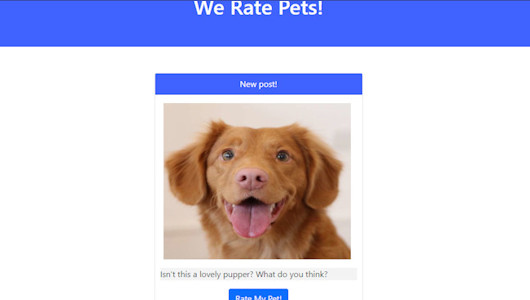 We Rate Pets!
New post!
Isn't this a lovely pupper? What do you think?
Rate My Pet!